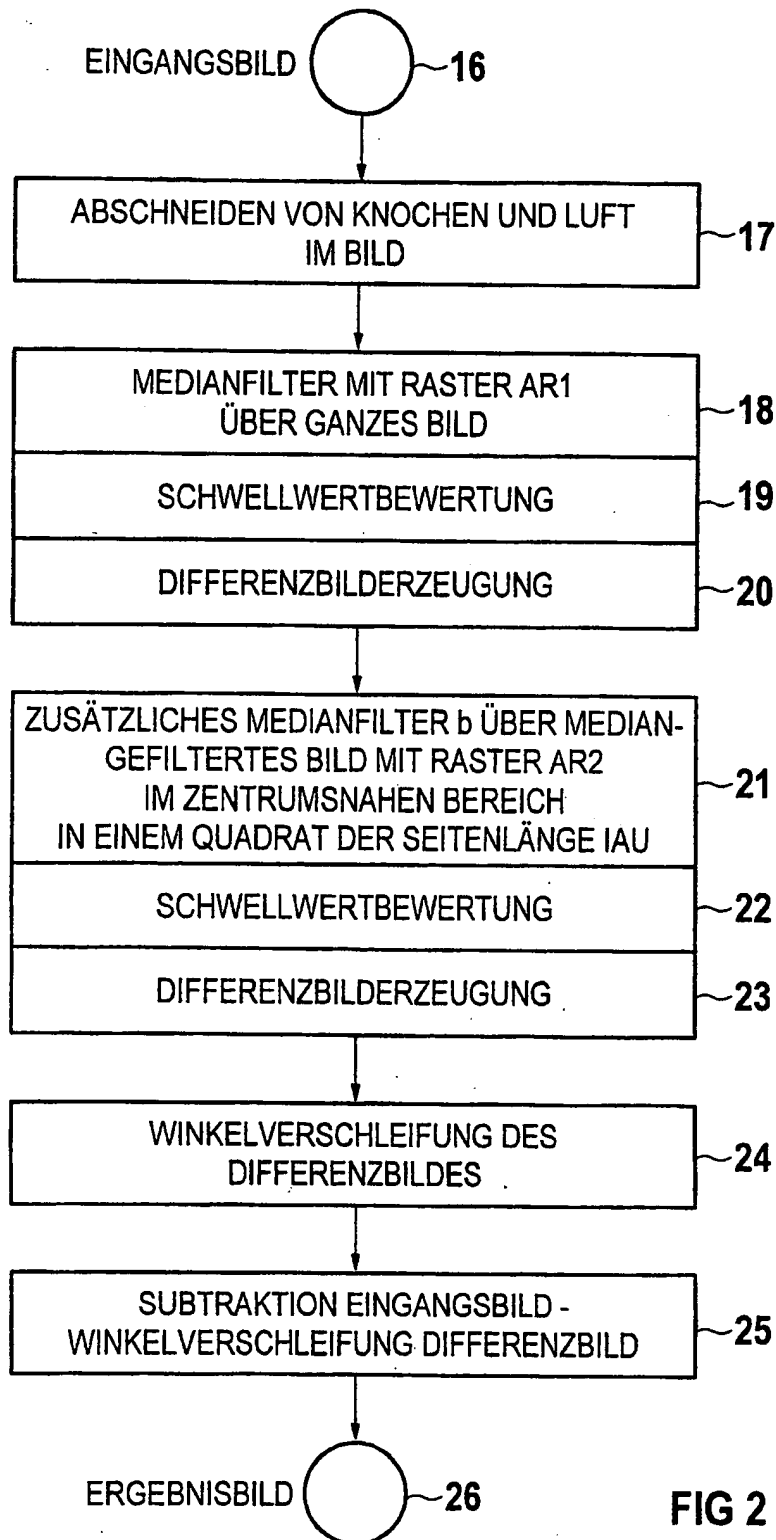 EINGANGSBILD 16
ABSCHNEIDEN VON KNOCHEN UND LUFT
IM BILD
17
MEDIANFILTER MIT RASTER AR1
ÜBER GANZES BILD
18
SCHWELLWERTBEWERTUNG 19
DIFFERENZBILDERZEUGUNG 20
ZUSÄTZLICHES MEDIANFILTER b ÜBER MEDIAN-
GEFILTERTES BILD MIT RASTER AR2
IM ZENTRUMSNAHEN BEREICH
IN EINEM QUADRAT DER SEITENLÄNGE IAU
21
SCHWELLWERTBEWERTUNG 22
DIFFERENZBILDERZEUGUNG 23
WINKELVERSCHLEIFUNG DES
DIFFERENZBILDES
24
SUBTRAKTION EINGANGSBILD -
WINKELVERSCHLEIFUNG DIFFERENZBILD
25
ERGEBNISBILD 26
FIG 2